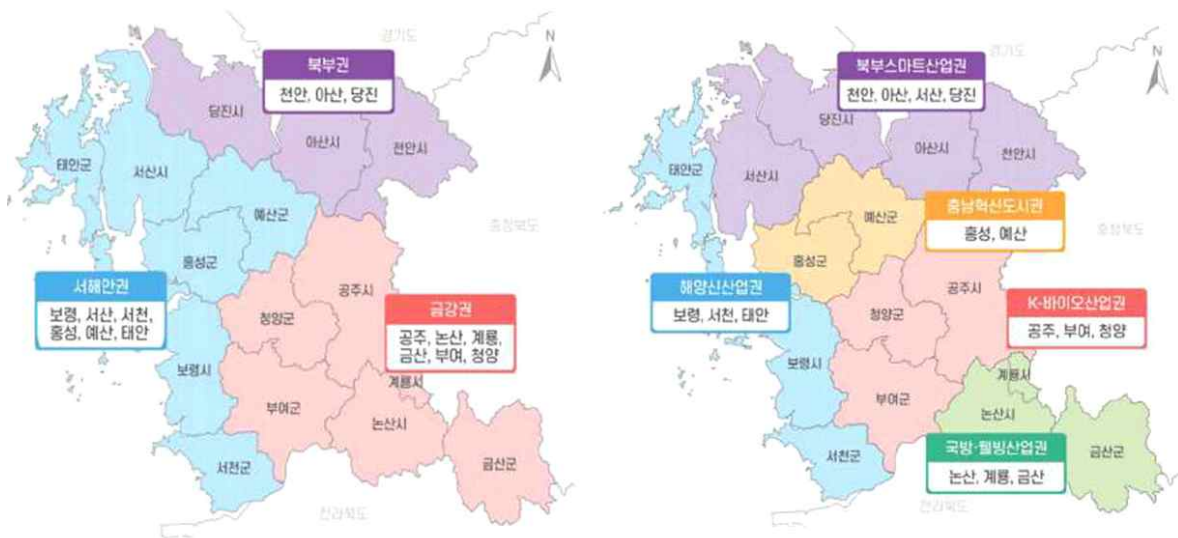 경기도
N
북부권
천안, 아산, 당진
당진시
아산시
천안시
태안군
서산시
예산군
충청북도
홍성군
서해안권
보령, 서산, 서천,
홍성, 예산, 태안
공주시
청양군
금강권
공주, 논산, 계룡,
금산, 부여, 청양
보령시
계룡시
부여군
논산시
서천군
금산군
전라북도
경기도
N
북부스마트산업권
천안, 아산, 서산, 당진
당진시
아산시
천안시
태안군
서산시
예산군
충남혁신도시권
홍성, 예산
충청북도
홍성군
해양신산업권
보령, 서천, 태안
공주시
청양군
K-바이오산업권
공주, 부여, 청양
보령시
계룡시
부여군
논산시
국방·웰빙산업권
논산, 계룡, 금산
서천군
금산군
전라북도